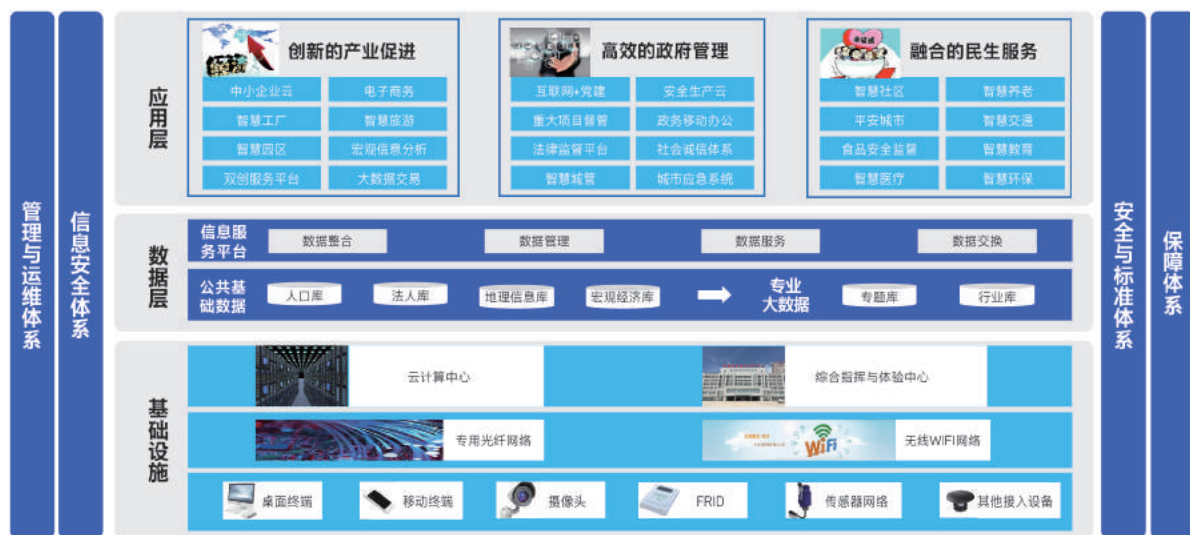 管理与运维体系
信息安全体系
应用层
创新的产业促进
中小企业云
电子商务
智慧工厂
智慧旅游
智慧园区
宏观信息分析
双创服务平台
大数据交易
高效的政府管理
互联网+党建
安全生产云
重大项目督管
政务移动办公
法律监督平台
社会诚信体系
智慧城管
城市应急系统
融合的民生服务
智慧社区
智慧养老
平安城市
智慧交通
食品安全监督
智慧教育
智慧医疗
智慧环保
数据层
信息服
务平台
数据整合
数据管理
数据服务
数据交换
公共基
础数据
人口库
法人库
地理信息库
宏观经济库
专业
大数据
专题库
行业库
基础设施
云计算中心
综合指挥与体验中心
专用光纤网络
WiFi
无线WIFI网络
桌面终端
移动终端
摄像头
FRID
传感器网络
其他接入设备
安全与标准体系
保障体系